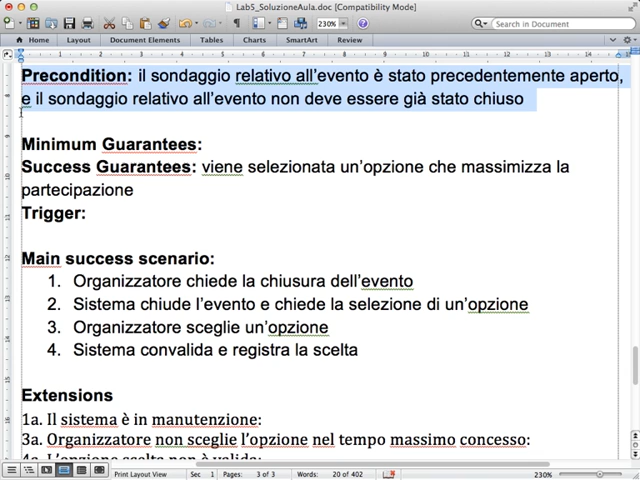 Lab5_SoluzioneAula.doc [Compatibility Mode]
¶ 230% Search in Document
Home Layout Document Elements Tables Charts SmartArt Review
Precondition: il sondaggio relativo all'evento è stato precedentemente aperto,
e il sondaggio relativo all'evento non deve essere già stato chiuso
Minimum Guarantees:
Success Guarantees: viene selezionata un'opzione che massimizza la
partecipazione
Trigger:
Main success scenario:
1. Organizzatore chiede la chiusura dell'evento
2. Sistema chiude l'evento e chiede la selezione di un'opzione
3. Organizzatore sceglie un'opzione
4. Sistema convalida e registra la scelta
Extensions
1a. Il sistema è in manutenzione:
3a. Organizzatore non sceglie l'opzione nel tempo massimo concesso:
4a. L'opzione scelta non è valida:
Print Layout View Sec 1 Pages: 3 of 3 Words: 20 of 402 230%